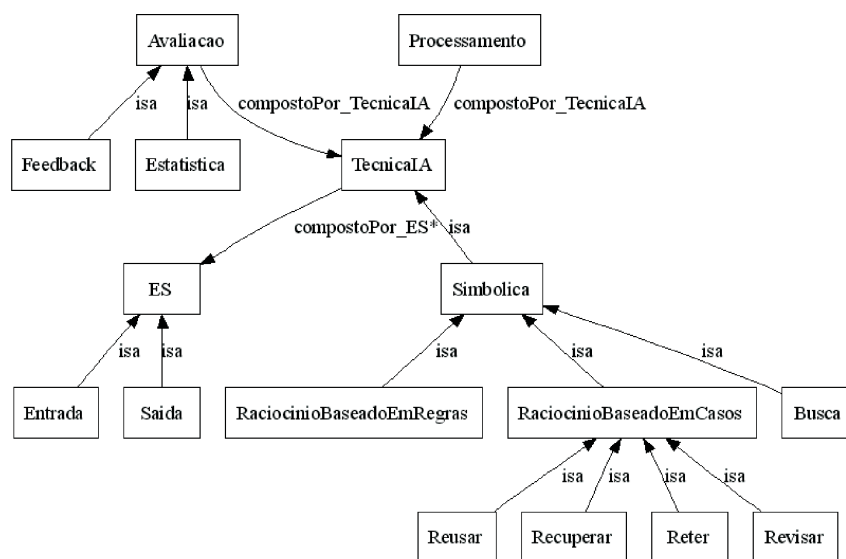 Avaliacao
Processamento
isa
isa
compostoPor_TecnicaIA
compostoPor_TecnicaIA
Feedback
Estatistica
TecnicaIA
compostoPor_ES*
isa
ES
Simbolica
isa
isa
isa
isa
isa
Entrada
Saida
RaciocinioBaseadoEmRegras
RaciocinioBaseadoEmCasos
Busca
isa
isa
isa
isa
Reusar
Recuperar
Reter
Revisar